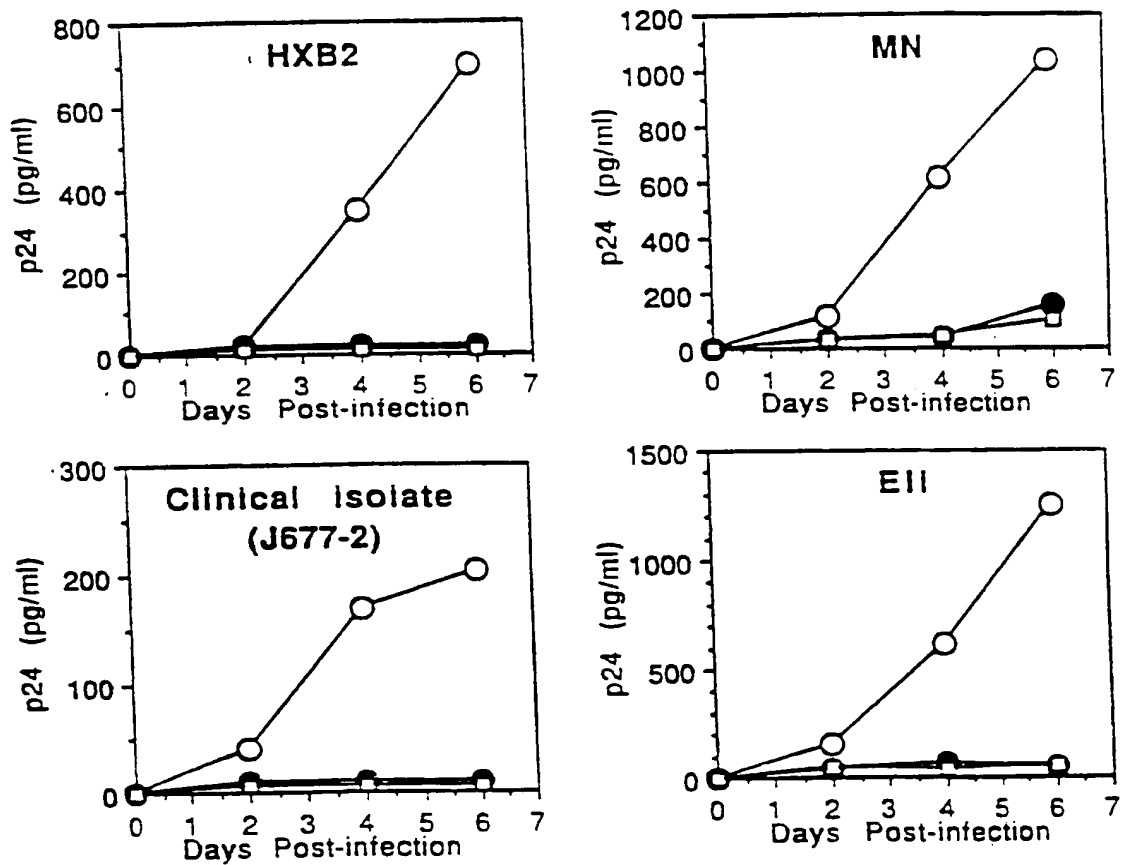 HXB2
800
600
400
200
0
p24 (pg/ml)
0 1 2 3 4 5 6 7
Days Post-infection
MN
1200
1000
800
600
400
200
0
p24 (pg/ml)
0 1 2 3 4 5 6 7
Days Post-infection
Clinical Isolate
(J677-2)
300
200
100
0
p24 (pg/ml)
0 1 2 3 4 5 6 7
Days Post-infection
Eli
1500
1000
500
0
p24 (pg/ml)
0 1 2 3 4 5 6 7
Days Post-infection